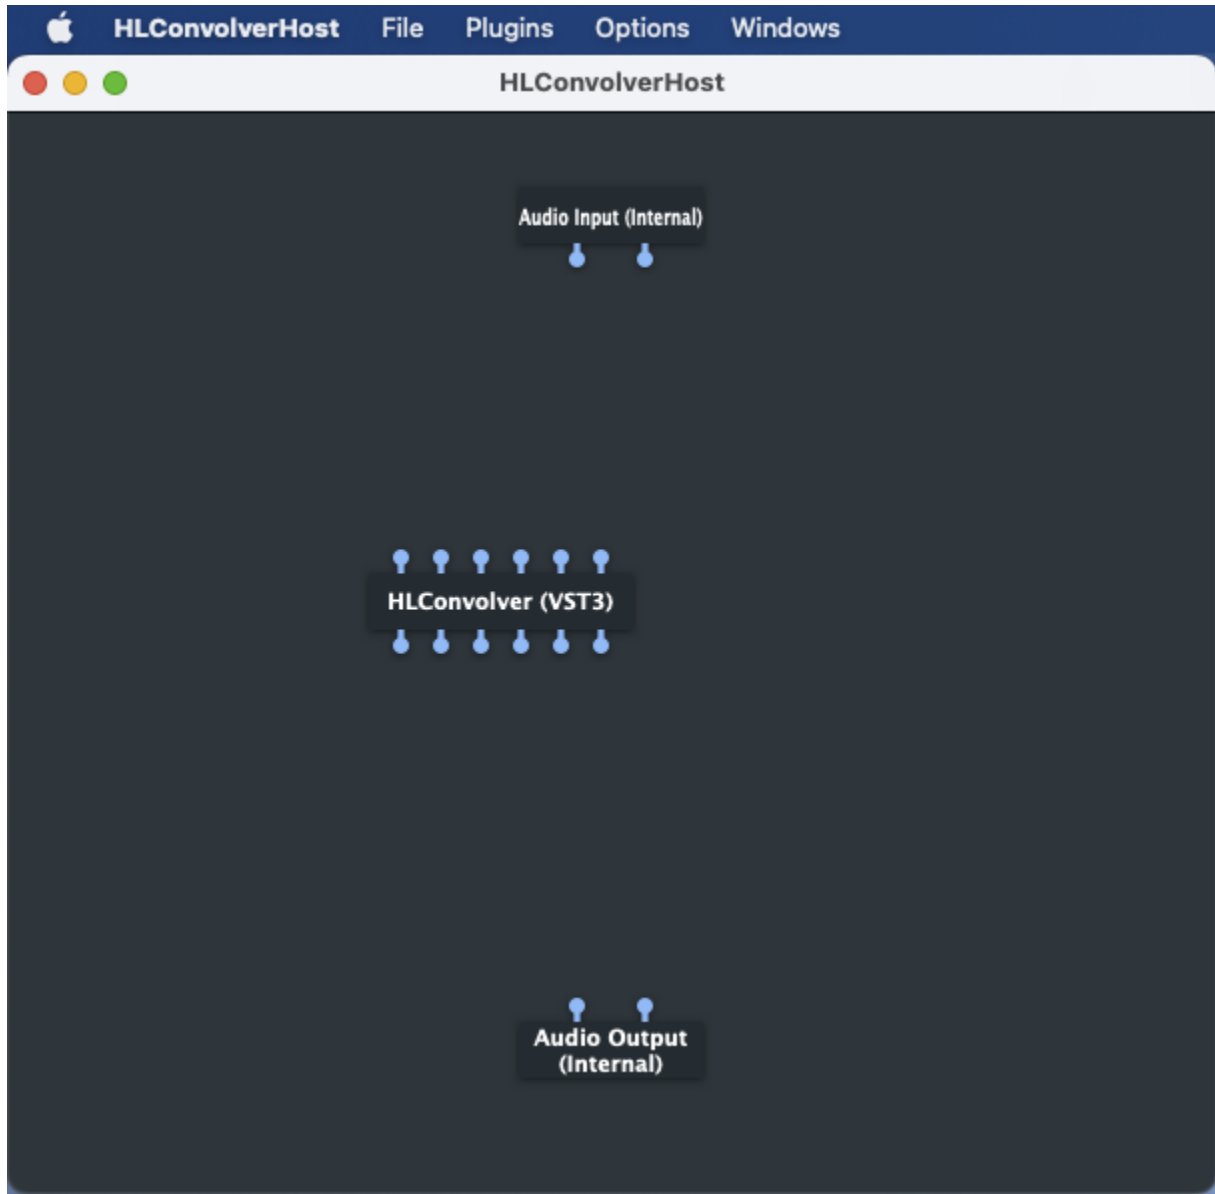 HLConvolverHost File Plugins Options Windows
HLConvolverHost
Audio Input (Internal)
HLConvolver (VST3)
Audio Output
(Internal)